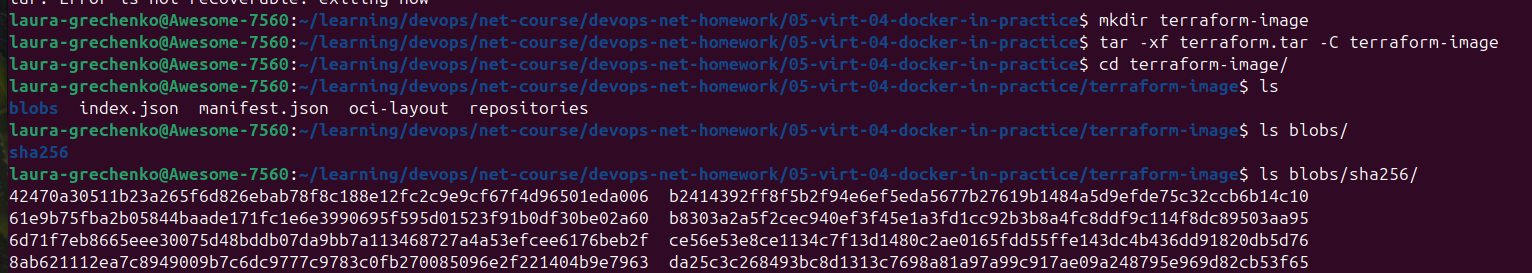 tar: Error is not recoverable: exiting now
laura-grechenko@Awesome-7560:~/learning/devops/net-course/devops-net-homework/05-virt-04-docker-in-practice$ mkdir terraform-image
laura-grechenko@Awesome-7560:~/learning/devops/net-course/devops-net-homework/05-virt-04-docker-in-practice$ tar -xf terraform.tar -C terraform-image
laura-grechenko@Awesome-7560:~/learning/devops/net-course/devops-net-homework/05-virt-04-docker-in-practice$ cd terraform-image/
laura-grechenko@Awesome-7560:~/learning/devops/net-course/devops-net-homework/05-virt-04-docker-in-practice/terraform-image$ ls
blobs  index.json  manifest.json  oci-layout  repositories
laura-grechenko@Awesome-7560:~/learning/devops/net-course/devops-net-homework/05-virt-04-docker-in-practice/terraform-image$ ls blobs/
sha256
laura-grechenko@Awesome-7560:~/learning/devops/net-course/devops-net-homework/05-virt-04-docker-in-practice/terraform-image$ ls blobs/sha256/
42470a30511b23a265f6d826ebab78f8c188e12fc2c9e9cf67f4d96501eda006  b2414392ff8f5b2f94e6ef5eda5677b27619b1484a5d9efde75c32ccb6b14c10
61e9b75fba2b05844baade171fc1e6e3990695f595d01523f91b0df30be02a60  b8303a2a5f2cec940ef3f45e1a3fd1cc92b3b8a4fc8ddf9c114f8dc89503aa95
6d71f7eb8665eee30075d48bddb07da9bb7a113468727a4a53efcee6176beb2f  ce56e53e8ce1134c7f13d1480c2ae0165fdd55ffe143dc4b436dd91820db5d76
8ab621112ea7c8949009b7c6dc9777c9783c0fb270085096e2f221404b9e7963  da25c3c268493bc8d1313c7698a81a97a99c917ae09a248795e969d82cb53f65